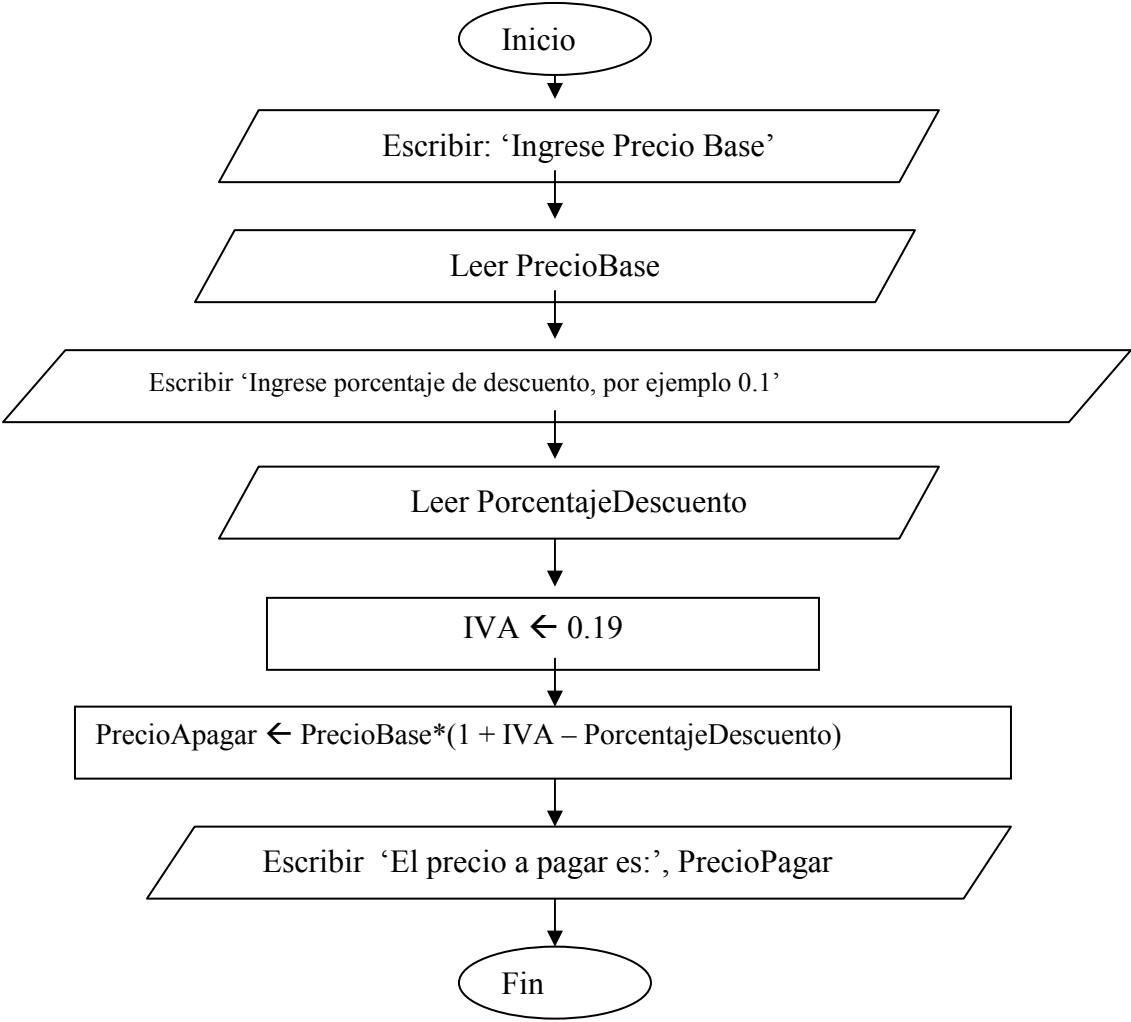 Inicio
Escribir: ‘Ingrese Precio Base’
Leer PrecioBase
Escribir ‘Ingrese porcentaje de descuento, por ejemplo 0.1’
Leer PorcentajeDescuento
IVA ← 0.19
PrecioApagar ← PrecioBase*(1 + IVA – PorcentajeDescuento)
Escribir ‘El precio a pagar es:’, PrecioPagar
Fin